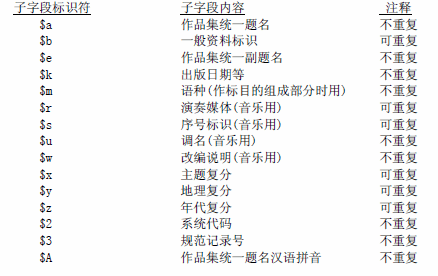 子字段标识符 子字段内容 注释
$a 作品集统一题名 不重复
$b 一般资料标识 可重复
$e 作品集统一副题名 不重复
$k 出版日期等 不重复
$m 语种(作标目的组成部分时用) 不重复
$r 演奏媒体(音乐用) 可重复
$s 序号标识(音乐用) 可重复
$u 调名(音乐用) 不重复
$w 改编说明(音乐用) 不重复
$x 主题复分 可重复
$y 地理复分 可重复
$z 年代复分 可重复
$2 系统代码 不重复
$3 规范记录号 不重复
$A 作品集统一题名汉语拼音 不重复